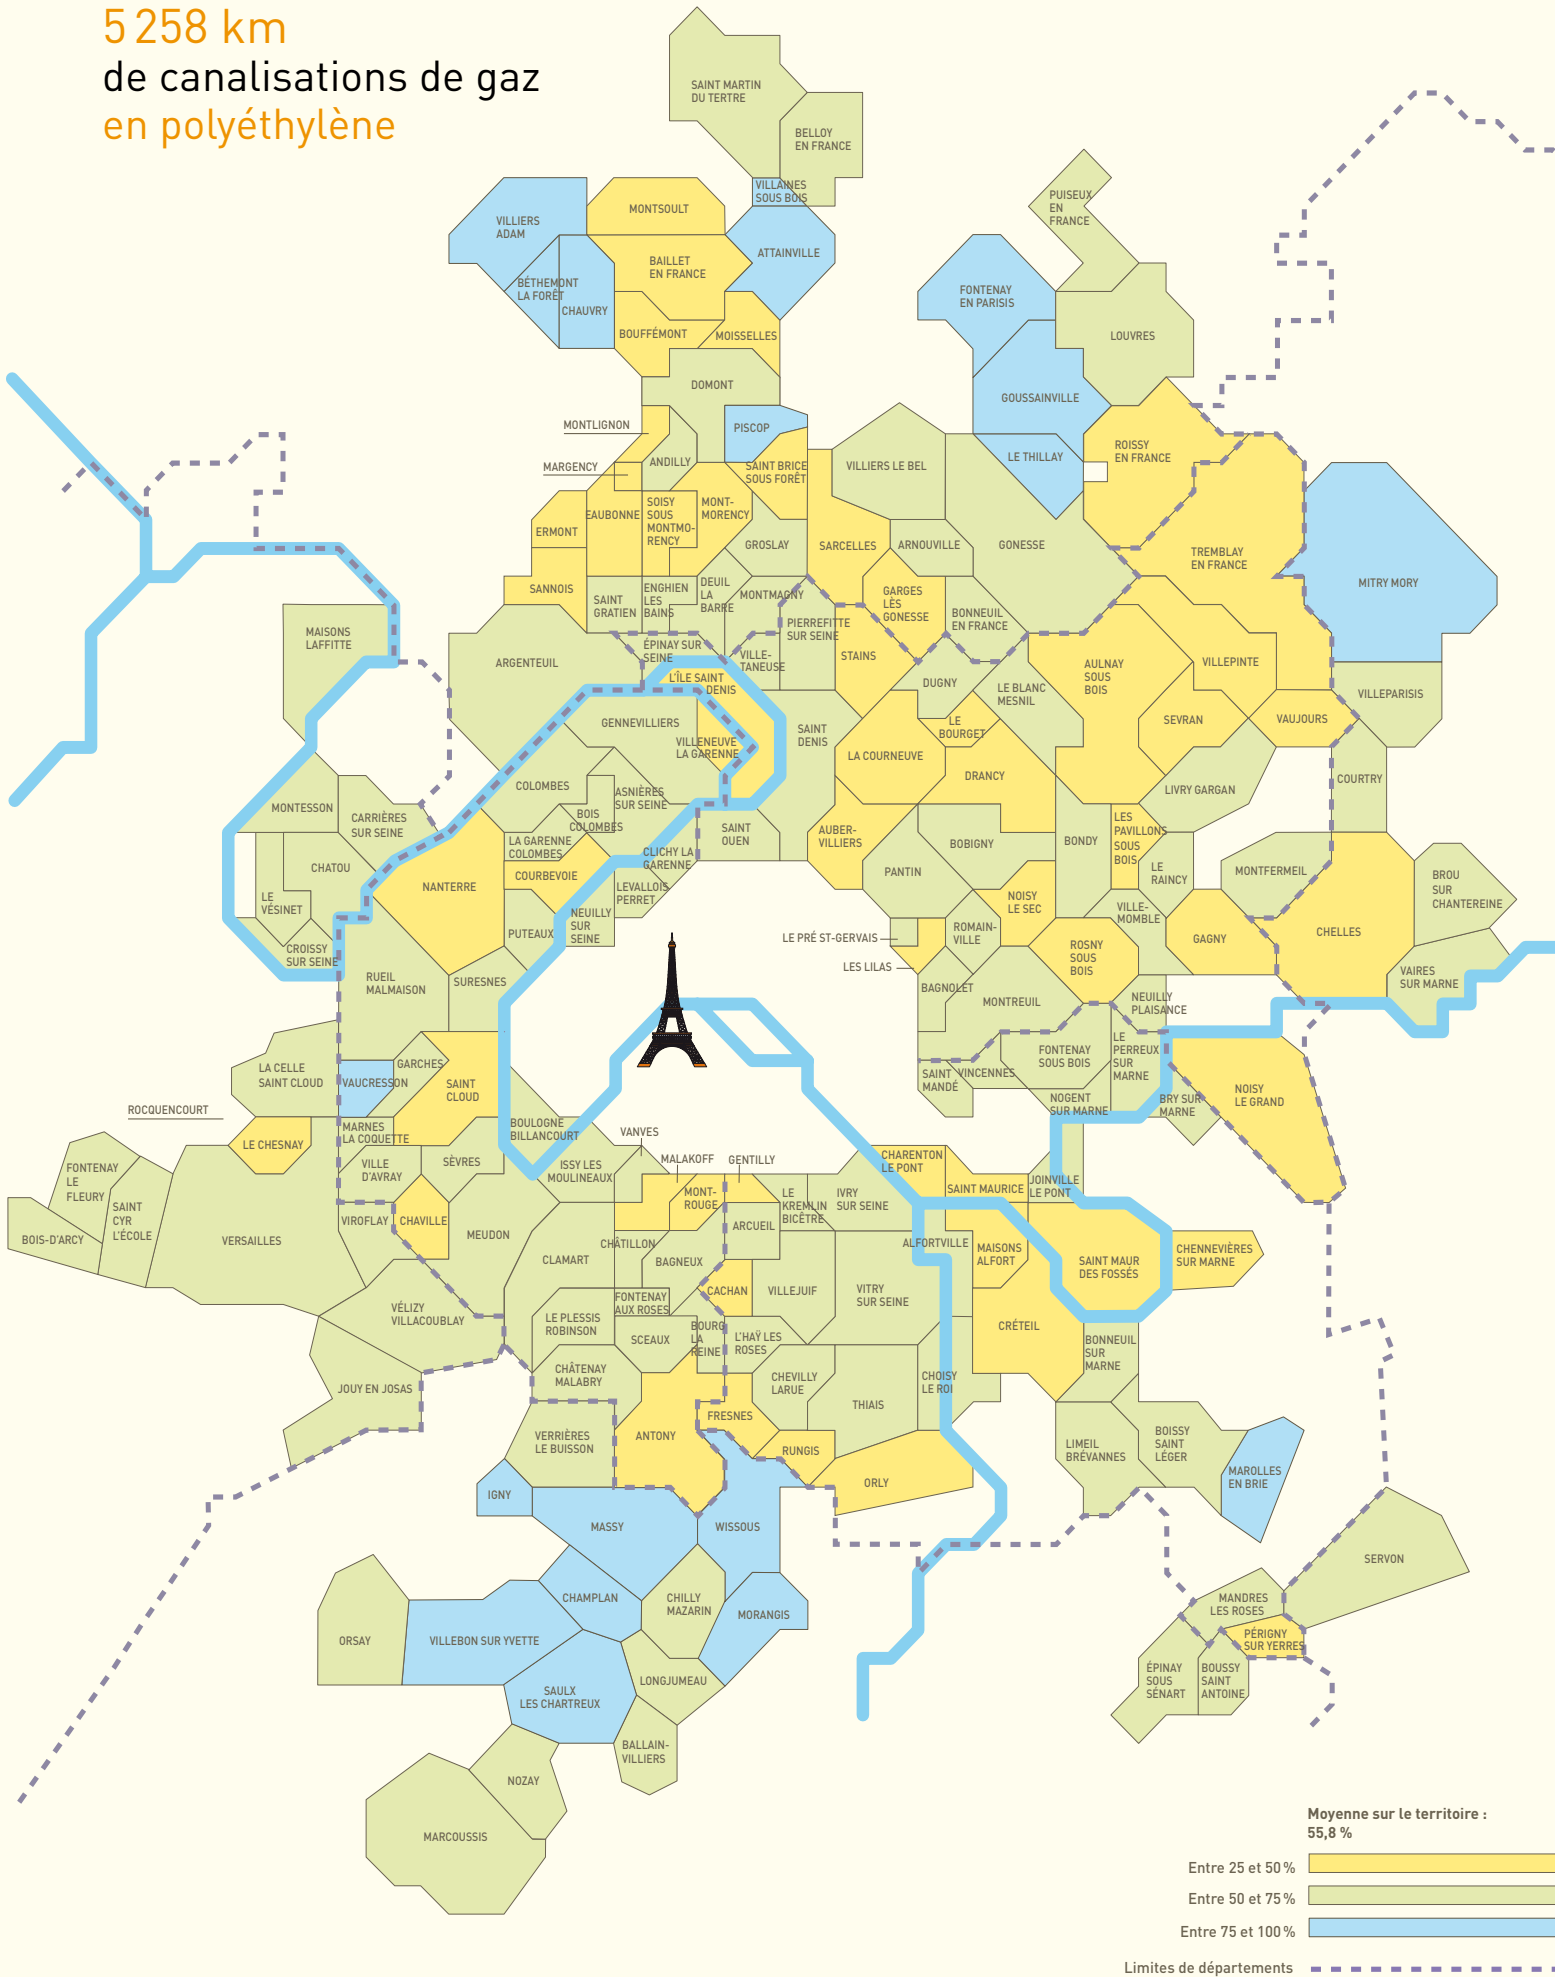 5 258 km
de canalisations de gaz
en polyéthylène
SAINT MARTIN
DU TERTRE
BELLOY
EN FRANCE
VILLAINES
SOUS BOIS
VILLIERS
ADAM
MONTSOULT
BAILLET
EN FRANCE
ATTAINVILLE
BÉTHEMONT
LA FORÊT
CHAUVRY
BOUFFÉMONT
MOISSELLES
PUISEUX
EN
FRANCE
FONTENAY
EN PARISIS
LOUVRES
GOUSSAINVILLE
LE THILLAY
ROISSY
EN FRANCE
DOMONT
MONTLIGNON
PISCOP
MARGENCY
ANDILLY
SAINT BRICE
SOUS FORÊT
VILLIERS LE BEL
EAUBONNE
SOISY
SOUS
MONTMO-
RENCY
MONT-
MORENCY
ERMONT
GROSLAY
SARCELLES
ARNOUVILLE
GONESSE
TREMBLAY
EN FRANCE
MITRY MORY
SANNOIS
SAINT
GRATIEN
ENGHIEN
LES
BAINS
DEUIL
LA
BARRE
MONTMAGNY
GARGES
LÈS
GONESSE
BONNEUIL
EN FRANCE
MAISONS
LAFFITTE
ARGENTEUIL
ÉPINAY SUR
SEINE
PIERREFITTE
SUR SEINE
VILLE-
TANEUSE
STAINS
L'ÎLE SAINT
DENIS
DUGNY
LE BLANC
MESNIL
AULNAY
SOUS
BOIS
VILLEPINTE
VILLEPARISIS
SEVRAN
VAUJOURS
GENNEVILLIERS
VILLENEUVE
LA GARENNE
SAINT
DENIS
LE
BOURGET
LA COURNEUVE
DRANCY
COURTRY
LIVRY GARGAN
MONTESSON
CARRIÈRES
SUR SEINE
COLOMBES
ASNIÈRES
SUR SEINE
BOIS
COLOMBES
LA GARENNE
COLOMBES
SAINT
OUEN
AUBER-
VILLIERS
BOBIGNY
BONDY
LES
PAVILLONS
SOUS
BOIS
CLICHY LA
GARENNE
CHATOU
COURBEVOIE
NANTERRE
LEVALLOIS
PERRET
PANTIN
LE
RAINCY
MONTFERMEIL
BROU
SUR
CHANTEREINE
LE
VÉSINET
NOISY
LE SEC
VILLE-
MOMBLE
NEUILLY
SUR
SEINE
PUTEAUX
LE PRÉ ST-GERVAIS
ROMAIN-
VILLE
ROSNY
SOUS
BOIS
GAGNY
CHELLES
CROISSY
SUR SEINE
LES LILAS
RUEIL
MALMAISON
SURESNES
BAGNOLET
MONTREUIL
NEUILLY
PLAISANCE
VAIRES
SUR MARNE
LE
PERREUX
SUR
MARNE
FONTENAY
SOUS BOIS
LA CELLE
SAINT CLOUD
VAUCRESSON
GARCHES
SAINT
CLOUD
SAINT
MANDÉ
VINCENNES
NOGENT
SUR MARNE
BRY SUR
MARNE
NOISY
LE GRAND
ROCQUENCOURT
LE CHESNAY
MARNES
LA COQUETTE
BOULOGNE
BILLANCOURT
VANVES
ISSY LES
MOULINEAUX
MALAKOFF
GENTILLY
CHARENTON
LE PONT
FONTENAY
LE
FLEURY
VILLE
D'AVRAY
SÈVRES
MONT-
ROUGE
LE
KREMLIN
BICÊTRE
IVRY
SUR SEINE
SAINT MAURICE
JOINVILLE
LE PONT
SAINT
CYR
L'ÉCOLE
VIROFLAY
CHAVILLE
BOIS-D'ARCY
VERSAILLES
MEUDON
CLAMART
CHÂTILLON
BAGNEUX
ARCUEIL
ALFORTVILLE
MAISONS
ALFORT
SAINT MAUR
DES FOSSÉS
CHENNEVIÈRES
SUR MARNE
CACHAN
VILLEJUIF
VITRY
SUR SEINE
FONTENAY
AUX ROSES
VÉLIZY
VILLACOUBLAY
LE PLESSIS
ROBINSON
SCEAUX
BOURG
LA
REINE
L'HAŸ LES
ROSES
CRÉTEIL
BONNEUIL
SUR
MARNE
JOUY EN JOSAS
CHÂTENAY
MALABRY
CHEVILLY
LARUE
CHOISY
LE ROI
THIAIS
FRESNES
VERRIÈRES
LE BUISSON
ANTONY
RUNGIS
LIMEIL
BRÉVANNES
BOISSY
SAINT
LÉGER
MAROLLES
EN BRIE
ORLY
IGNY
MASSY
WISSOUS
SERVON
CHAMPLAN
CHILLY
MAZARIN
MORANGIS
MANDRES
LES ROSES
ORSAY
VILLEBON SUR YVETTE
PÉRIGNY
SUR YERRES
LONGJUMEAU
ÉPINAY
SOUS
SÉNART
BOUSSY
SAINT
ANTOINE
SAULX
LES CHARTREUX
BALLAIN-
VILLIERS
NOZAY
MARCOUSSIS
Moyenne sur le territoire :
55,8 %
Entre 25 et 50 %
Entre 50 et 75 %
Entre 75 et 100 %
Limites de départements